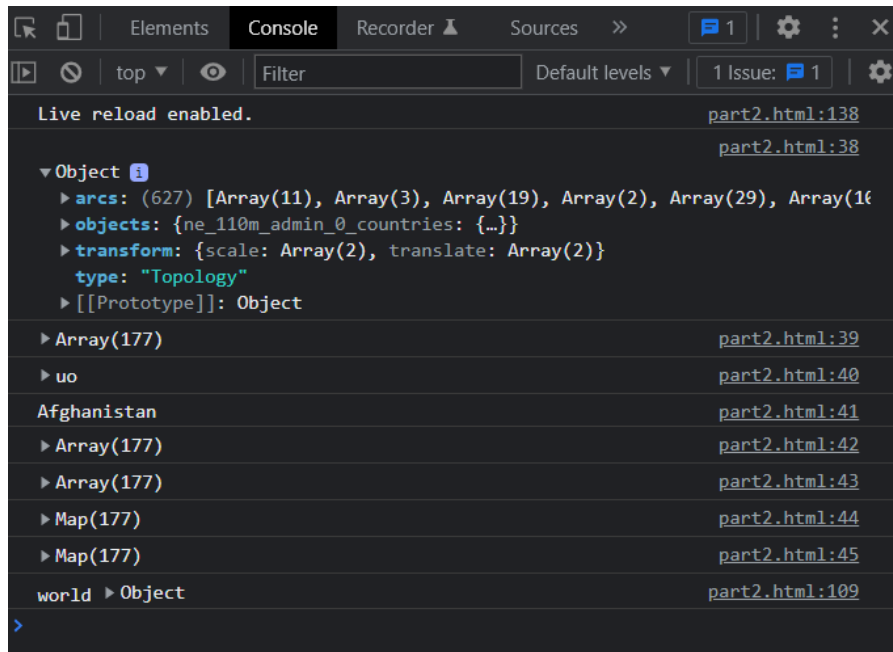 Elements Console Recorder Sources » 1
top ▼ Filter Default levels ▼ 1 Issue: 1
Live reload enabled. part2.html:138
part2.html:38
▼Object i
▶arcs: (627) [Array(11), Array(3), Array(19), Array(2), Array(29), Array(10
▶objects: {ne_110m_admin_0_countries: {…}}
▶transform: {scale: Array(2), translate: Array(2)}
type: "Topology"
▶[[Prototype]]: Object
▶Array(177) part2.html:39
▶uo part2.html:40
Afghanistan part2.html:41
▶Array(177) part2.html:42
▶Array(177) part2.html:43
▶Map(177) part2.html:44
▶Map(177) part2.html:45
world ▶Object part2.html:109
>